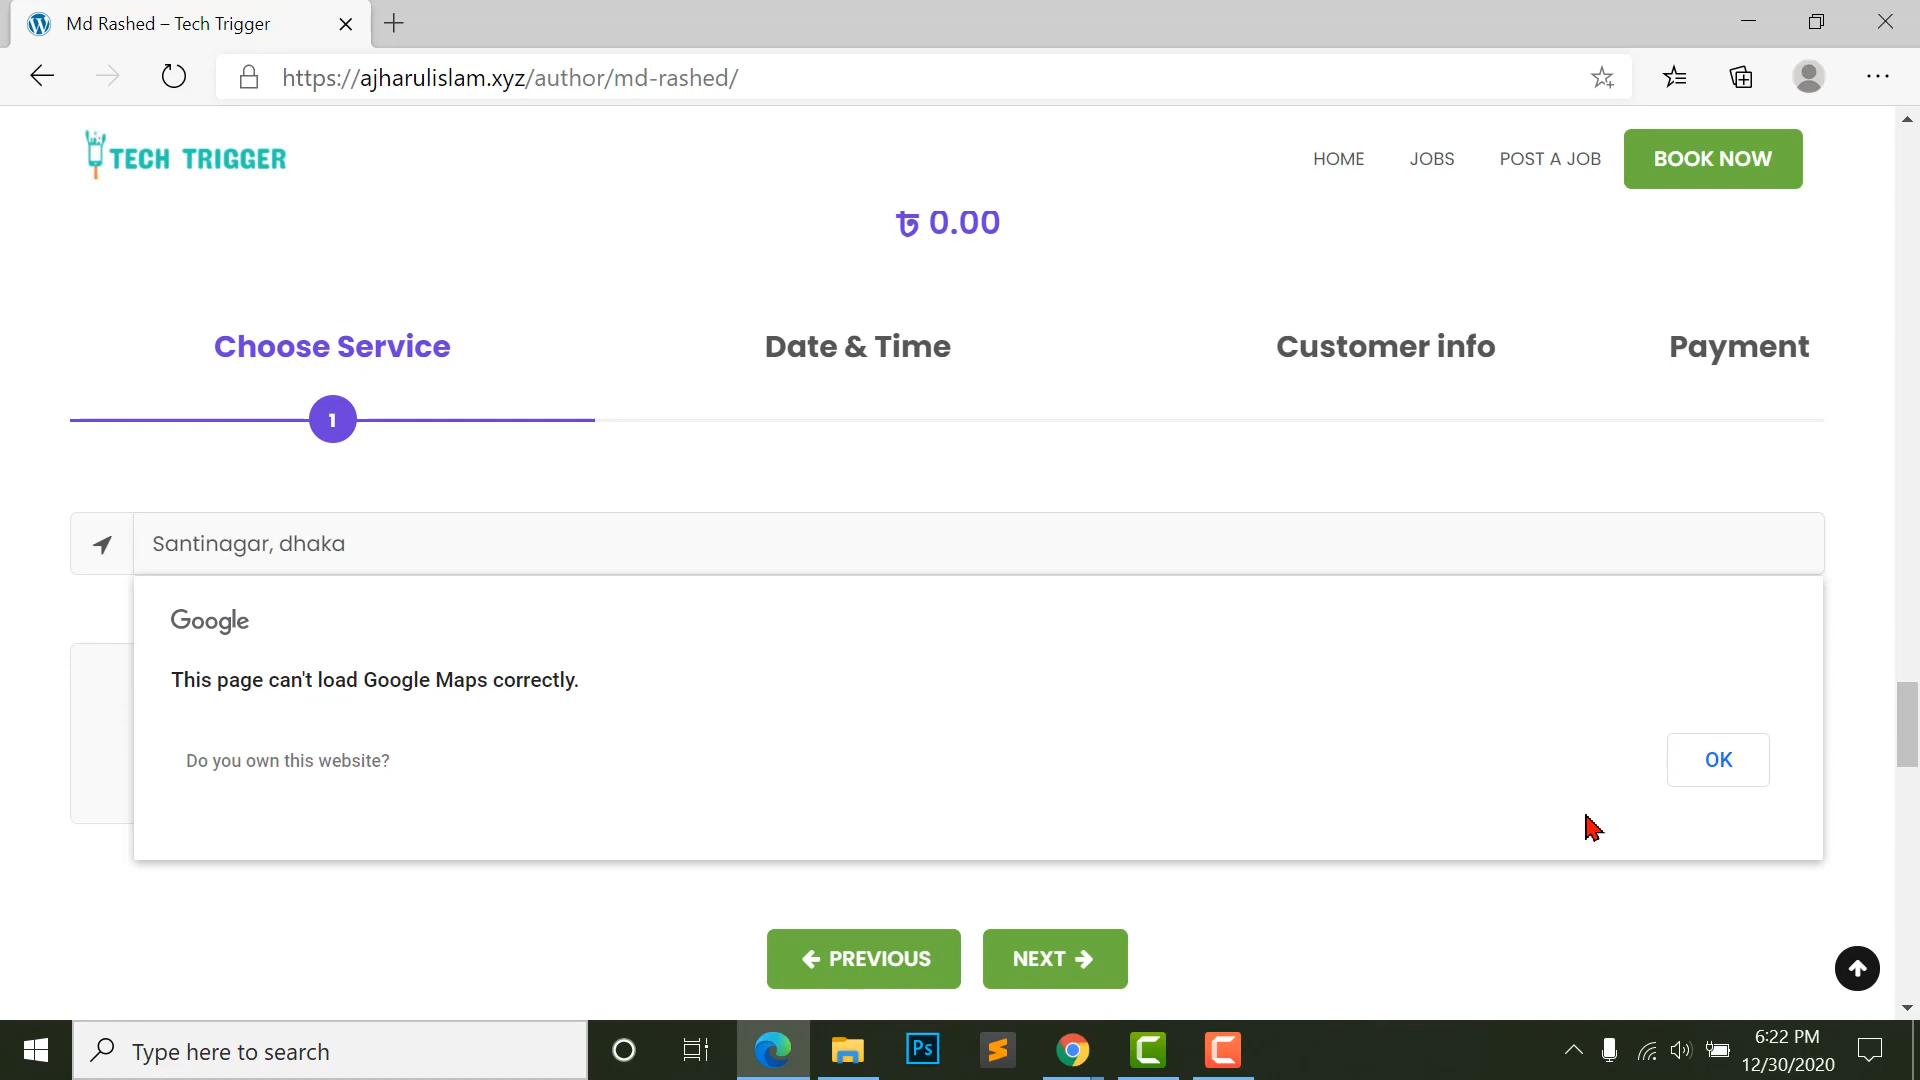 Md Rashed – Tech Trigger
https://ajharulislam.xyz/author/md-rashed/
TECH TRIGGER
HOME
JOBS
POST A JOB
BOOK NOW
৳ 0.00
Choose Service
Date & Time
Customer info
Payment
1
Santinagar, dhaka
Google
This page can't load Google Maps correctly.
Do you own this website?
OK
PREVIOUS
NEXT
Type here to search
Ps
6:22 PM
12/30/2020